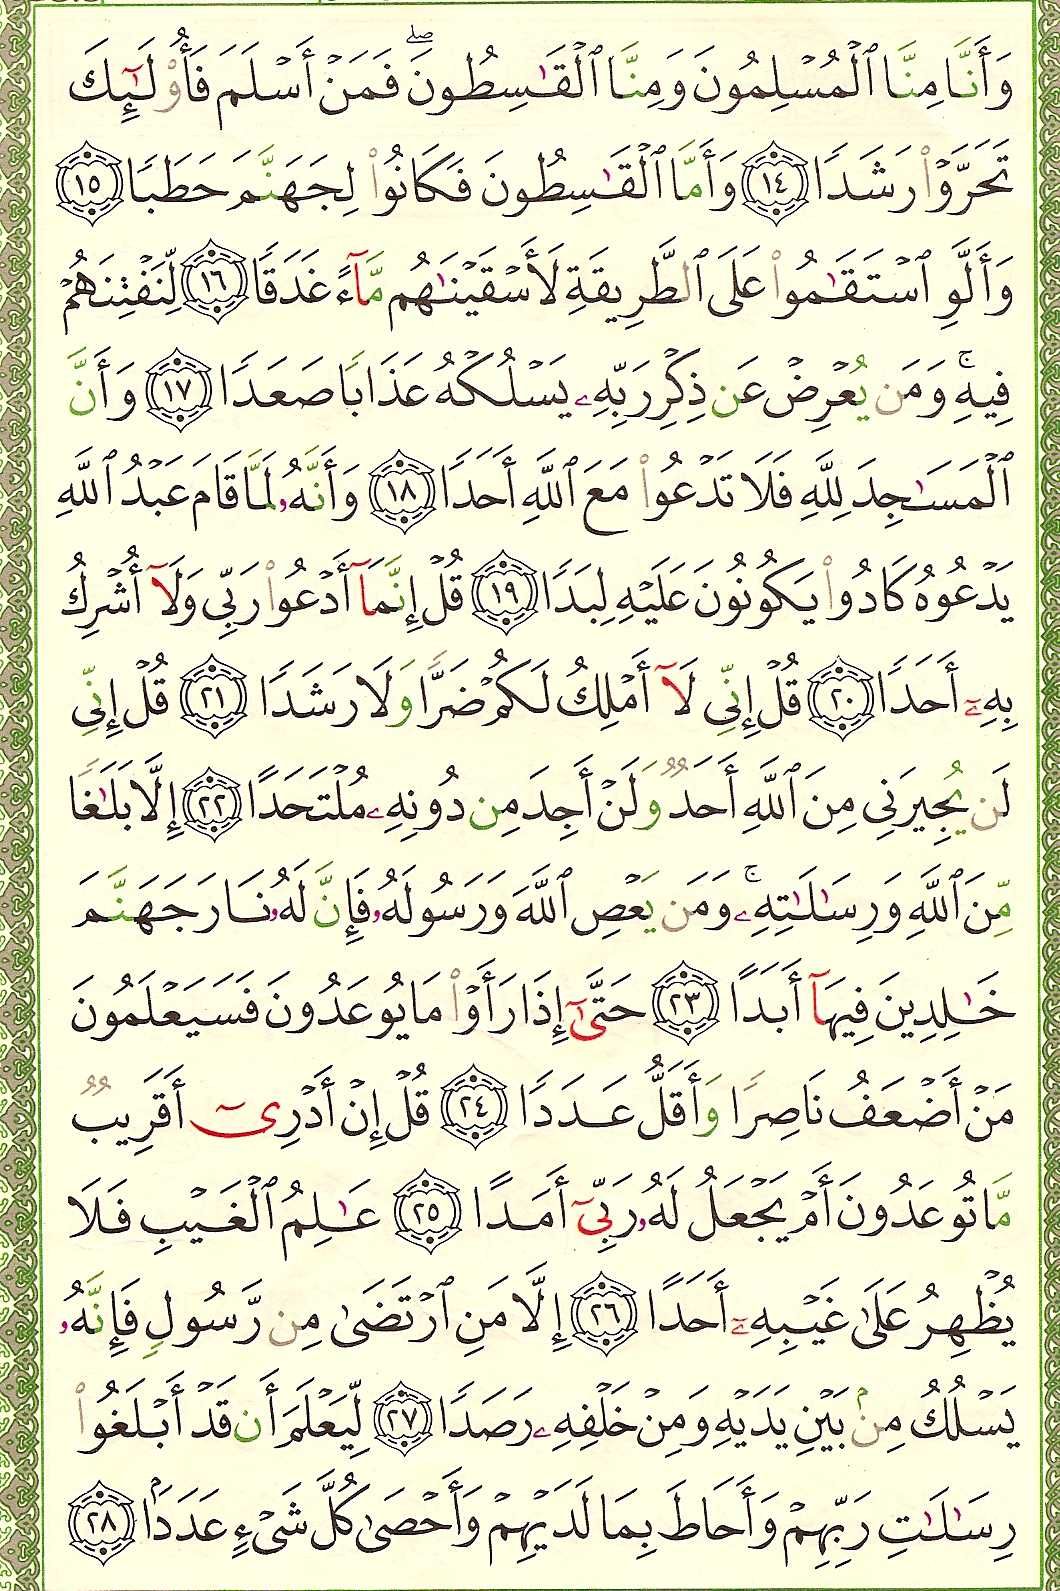 وَأَنَّا مِنَّا ٱلۡمُسۡلِمُونَ وَمِنَّا ٱلۡقَٰسِطُونَۖ فَمَنۡ أَسۡلَمَ فَأُوْلَٰٓئِكَ
تَحَرَّوۡاْ رَشَدٗا ١٤ وَأَمَّا ٱلۡقَٰسِطُونَ فَكَانُواْ لِجَهَنَّمَ حَطَبٗا ١٥
وَأَلَّوِ ٱسۡتَقَٰمُواْ عَلَى ٱلطَّرِيقَةِ لَأَسۡقَيۡنَٰهُم مَّآءً غَدَقٗا ١٦ لِّنَفۡتِنَهُمۡ
فِيهِۚ وَمَن يُعۡرِضۡ عَن ذِكۡرِ رَبِّهِۦ يَسۡلُكۡهُ عَذَابٗا صَعَدٗا ١٧ وَأَنَّ
ٱلۡمَسَٰجِدَ لِلَّهِ فَلَا تَدۡعُواْ مَعَ ٱللَّهِ أَحَدٗا ١٨ وَأَنَّهُۥ لَمَّا قَامَ عَبۡدُ ٱللَّهِ
يَدۡعُوهُ كَادُواْ يَكُونُونَ عَلَيۡهِ لِبَدٗا ١٩ قُلۡ إِنَّمَآ أَدۡعُواْ رَبِّي وَلَآ أُشۡرِكُ
بِهِۦٓ أَحَدٗا ٢٠ قُلۡ إِنِّي لَآ أَمۡلِكُ لَكُمۡ ضَرّٗا وَلَا رَشَدٗا ٢١ قُلۡ إِنِّي
لَن يُجِيرَنِي مِنَ ٱللَّهِ أَحَدٞ وَلَنۡ أَجِدَ مِن دُونِهِۦ مُلۡتَحَدًا ٢٢ إِلَّا بَلَٰغٗا
مِّنَ ٱللَّهِ وَرِسَٰلَٰتِهِۦۚ وَمَن يَعۡصِ ٱللَّهَ وَرَسُولَهُۥ فَإِنَّ لَهُۥ نَارَ جَهَنَّمَ
خَٰلِدِينَ فِيهَآ أَبَدًا ٢٣ حَتَّىٰٓ إِذَا رَأَوۡاْ مَا يُوعَدُونَ فَسَيَعۡلَمُونَ
مَنۡ أَضۡعَفُ نَاصِرٗا وَأَقَلُّ عَدَدٗا ٢٤ قُلۡ إِنۡ أَدۡرِيٓ أَقَرِيبٞ
مَّا تُوعَدُونَ أَمۡ يَجۡعَلُ لَهُۥ رَبِّيٓ أَمَدًا ٢٥ عَٰلِمُ ٱلۡغَيۡبِ فَلَا
يُظۡهِرُ عَلَىٰ غَيۡبِهِۦٓ أَحَدًا ٢٦ إِلَّا مَنِ ٱرۡتَضَىٰ مِن رَّسُولٖ فَإِنَّهُۥ
يَسۡلُكُ مِنۢ بَيۡنِ يَدَيۡهِ وَمِنۡ خَلۡفِهِۦ رَصَدٗا ٢٧ لِّيَعۡلَمَ أَن قَدۡ أَبۡلَغُواْ
رِسَٰلَٰتِ رَبِّهِمۡ وَأَحَاطَ بِمَا لَدَيۡهِمۡ وَأَحۡصَىٰ كُلَّ شَيۡءٍ عَدَدَۢا ٢٨